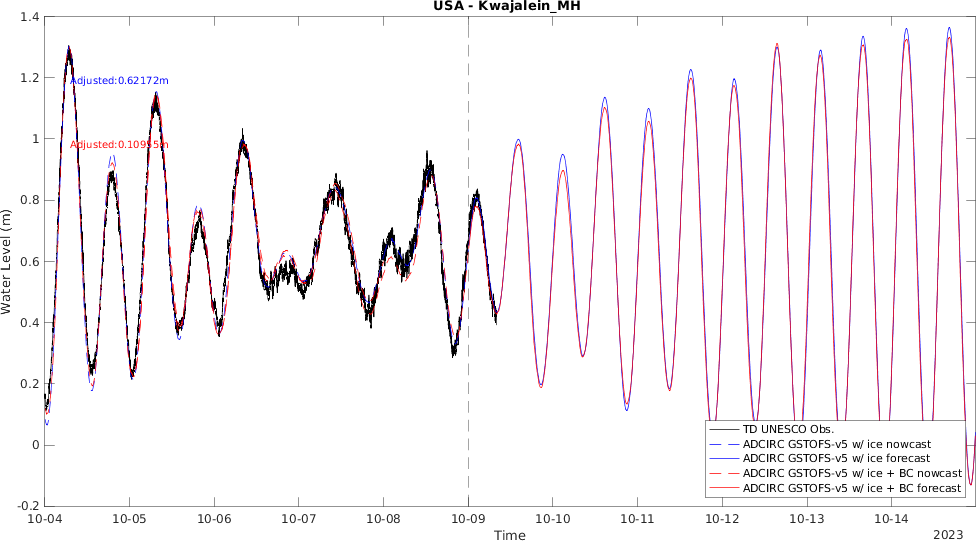 USA - Kwajalein_MH
1.4
1.2
1
0.8
0.6
0.4
0.2
0
-0.2
Water Level (m)
Adjusted:0.62172m
Adjusted:0.10955m
TD UNESCO Obs.
ADCIRC GSTOFS-v5 w/ ice nowcast
ADCIRC GSTOFS-v5 w/ ice forecast
ADCIRC GSTOFS-v5 w/ ice + BC nowcast
ADCIRC GSTOFS-v5 w/ ice + BC forecast
10-04 10-05 10-06 10-07 10-08 10-09 10-10 10-11 10-12 10-13 10-14
Time
2023